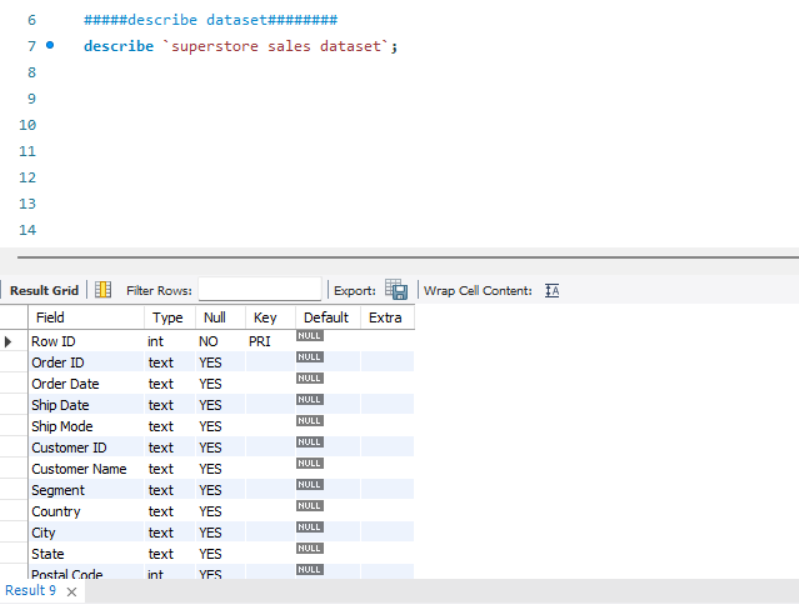 6 #####describe dataset########
7 describe `superstore sales dataset`;
8
9
10
11
12
13
14
Result Grid Filter Rows: Export: Wrap Cell Content: IA
Field Type Null Key Default Extra
Row ID int NO PRI NULL
Order ID text YES NULL
Order Date text YES NULL
Ship Date text YES NULL
Ship Mode text YES NULL
Customer ID text YES NULL
Customer Name text YES NULL
Segment text YES NULL
Country text YES NULL
City text YES NULL
State text YES NULL
Postal Code int YES NULL
Result 9 ×